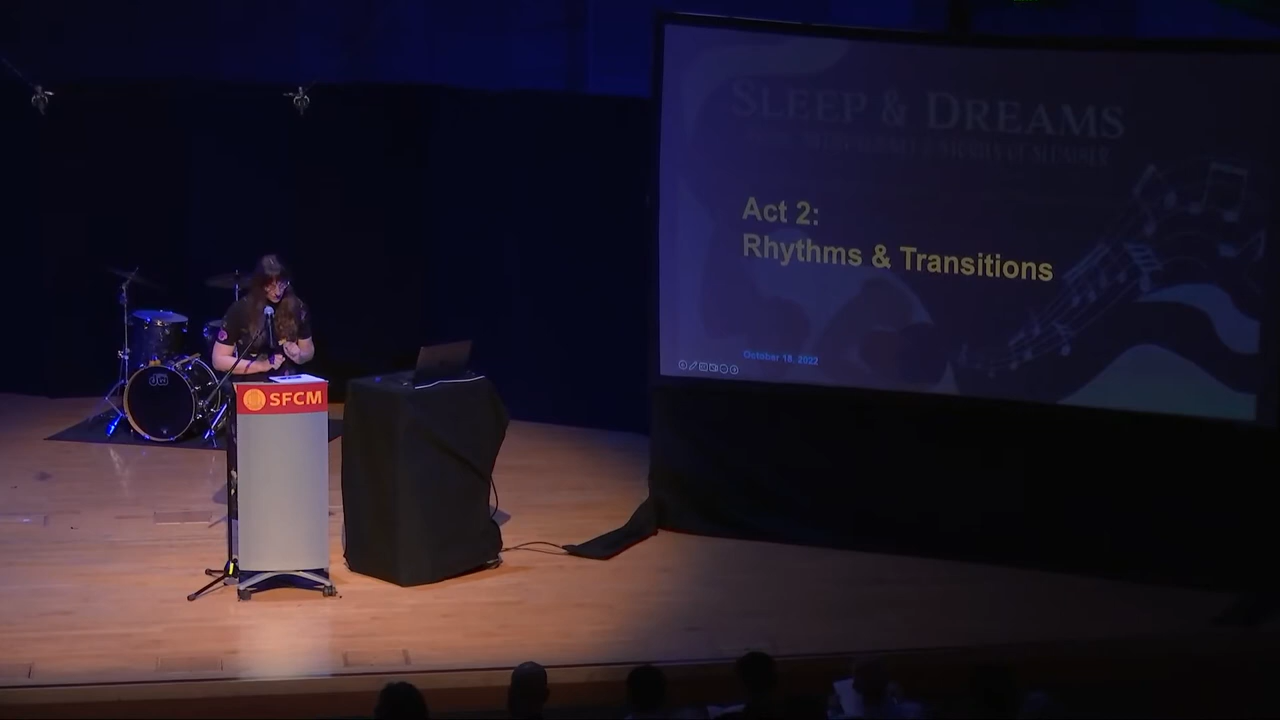 SLEEP & DREAMS
Act 2:
Rhythms & Transitions
October 18, 2022
SFCM